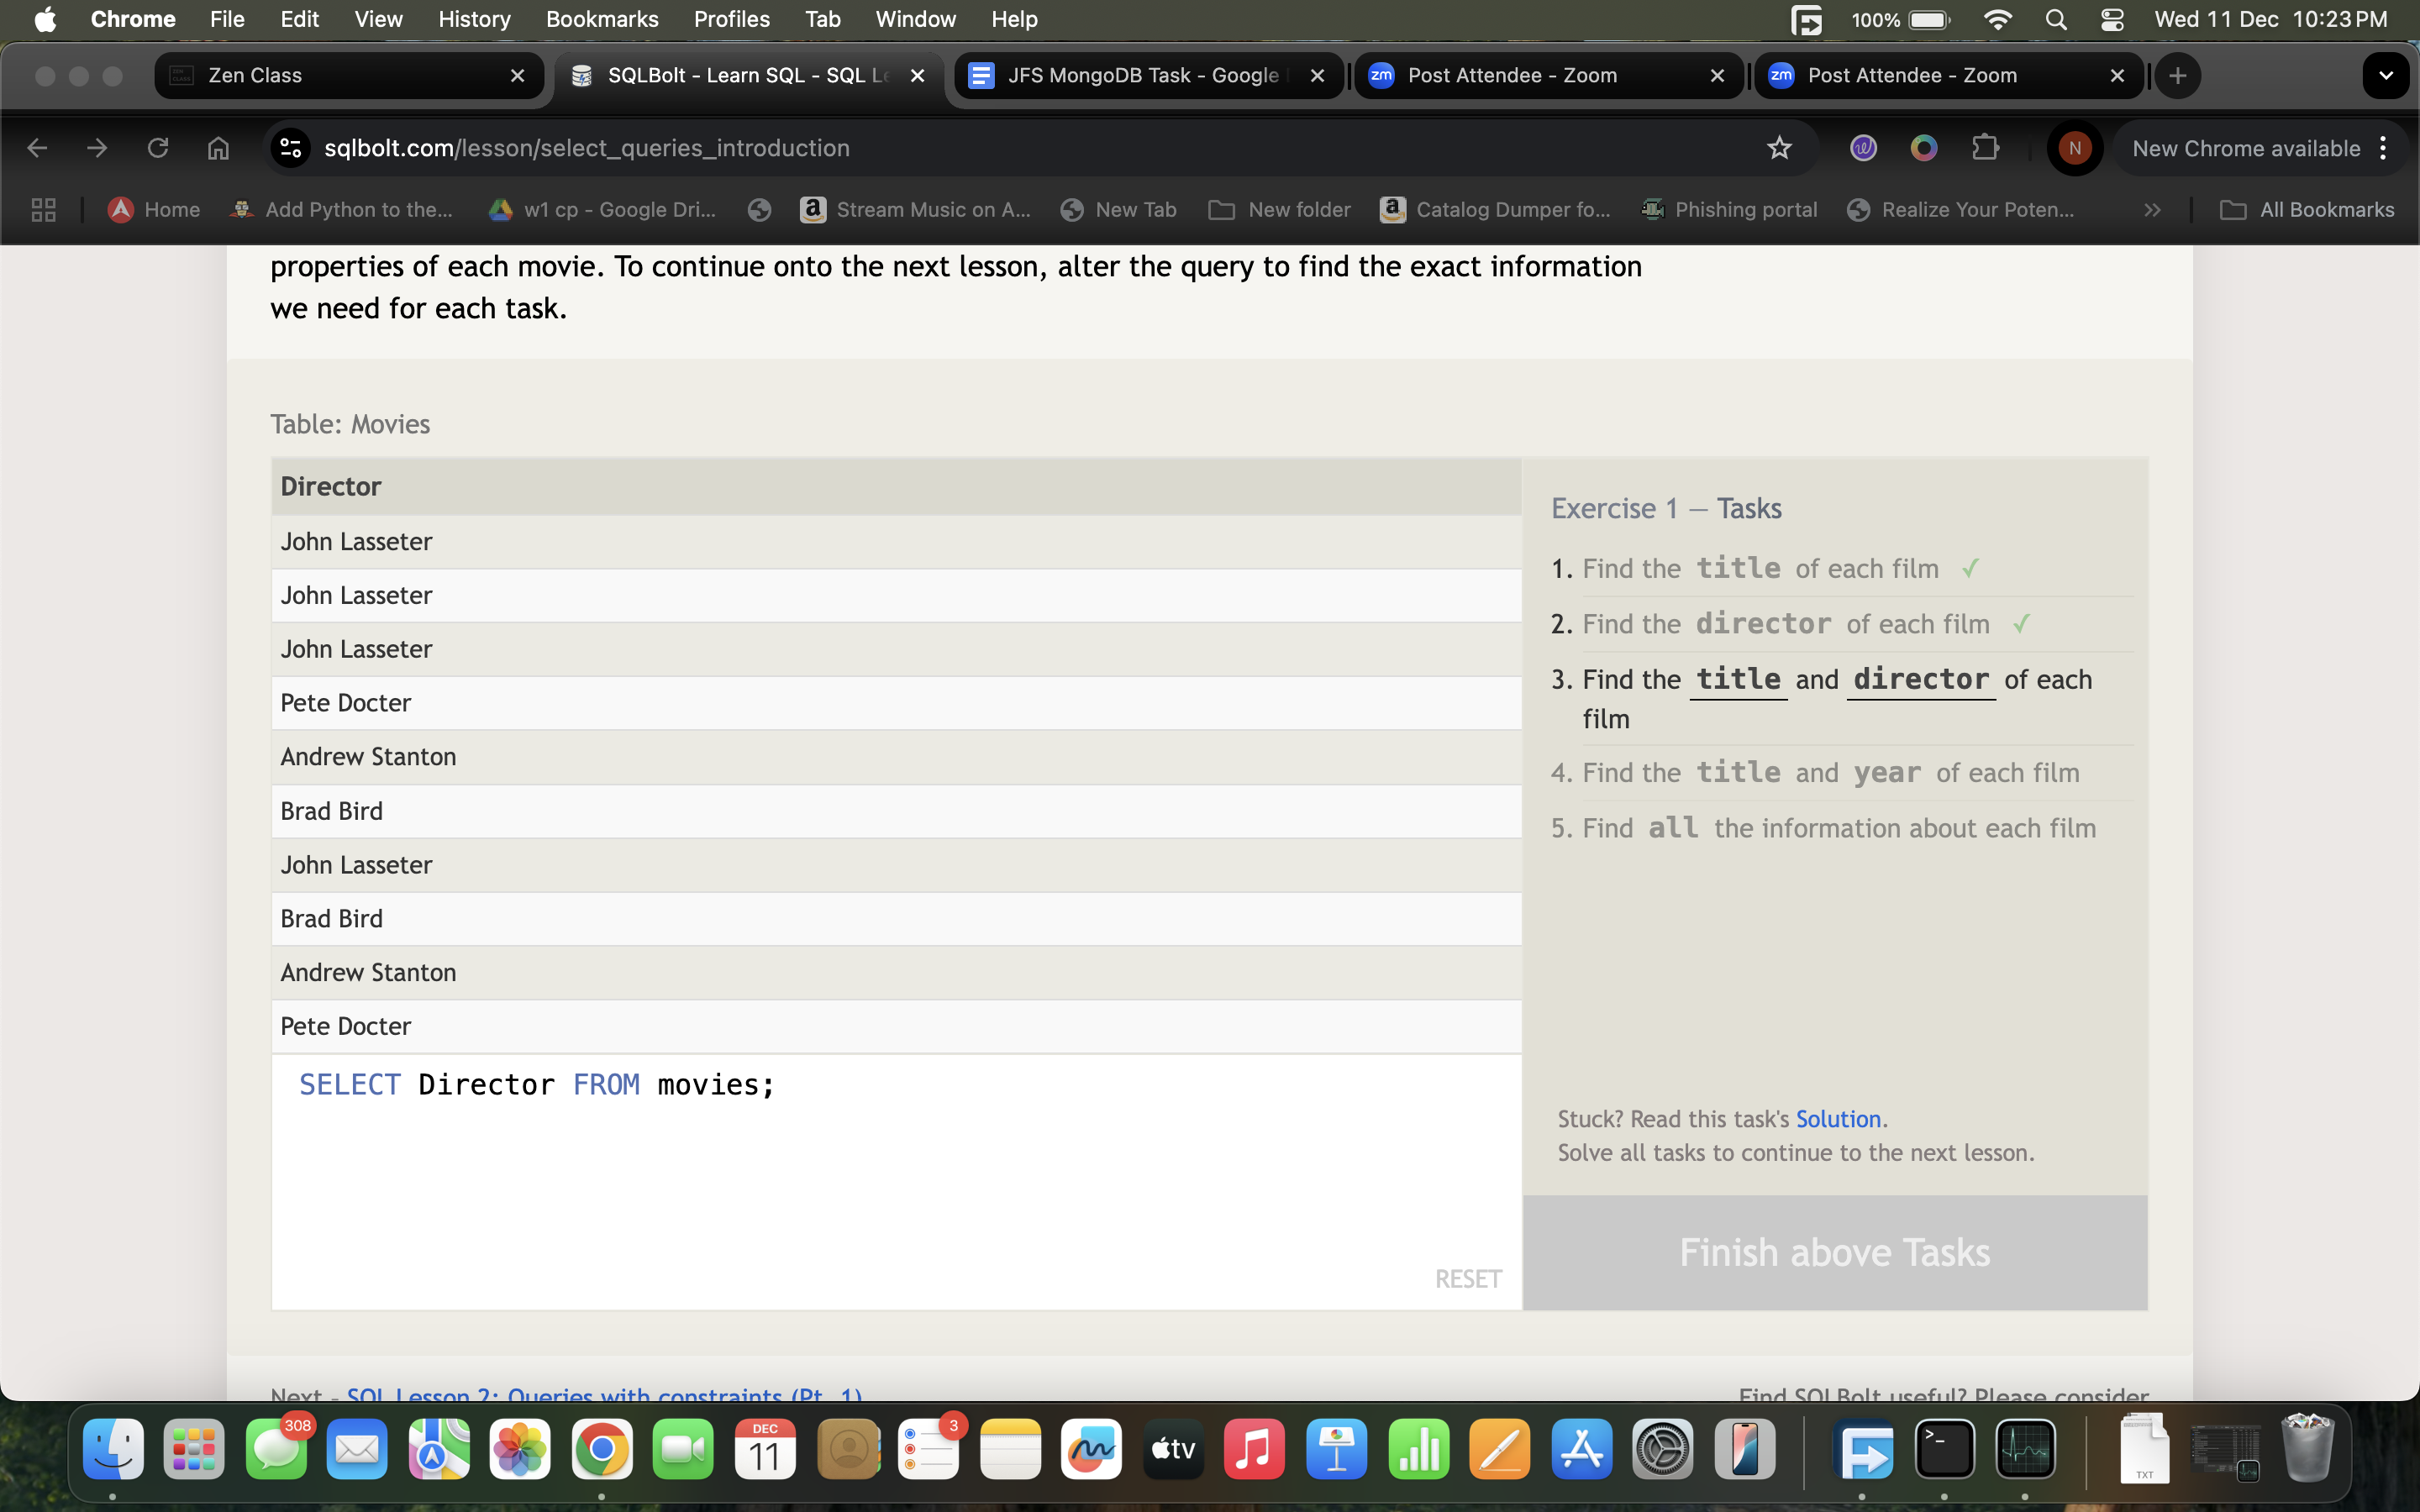 Chrome File Edit View History Bookmarks Profiles Tab Window Help 100% Wed 11 Dec 10:23 PM
Zen Class
SQLBolt - Learn SQL - SQL Le
JFS MongoDB Task - Google
zm Post Attendee - Zoom
zm Post Attendee - Zoom
sqlbolt.com/lesson/select_queries_introduction
N
New Chrome available
Home
Add Python to the...
w1 cp - Google Dri...
Stream Music on A...
New Tab
New folder
Catalog Dumper fo...
Phishing portal
Realize Your Poten...
All Bookmarks
properties of each movie. To continue onto the next lesson, alter the query to find the exact information
we need for each task.
Table: Movies
Director
John Lasseter
John Lasseter
John Lasseter
Pete Docter
Andrew Stanton
Brad Bird
John Lasseter
Brad Bird
Andrew Stanton
Pete Docter
SELECT Director FROM movies;
RESET
Exercise 1 — Tasks
1. Find the title of each film ✓
2. Find the director of each film ✓
3. Find the title and director of each
film
4. Find the title and year of each film
5. Find all the information about each film
Stuck? Read this task's Solution.
Solve all tasks to continue to the next lesson.
Finish above Tasks
Next - SQL Lesson 2: Queries with constraints (Pt. 1)
Find SQLBolt useful? Please consider
308
DEC
11
3
tv
TXT